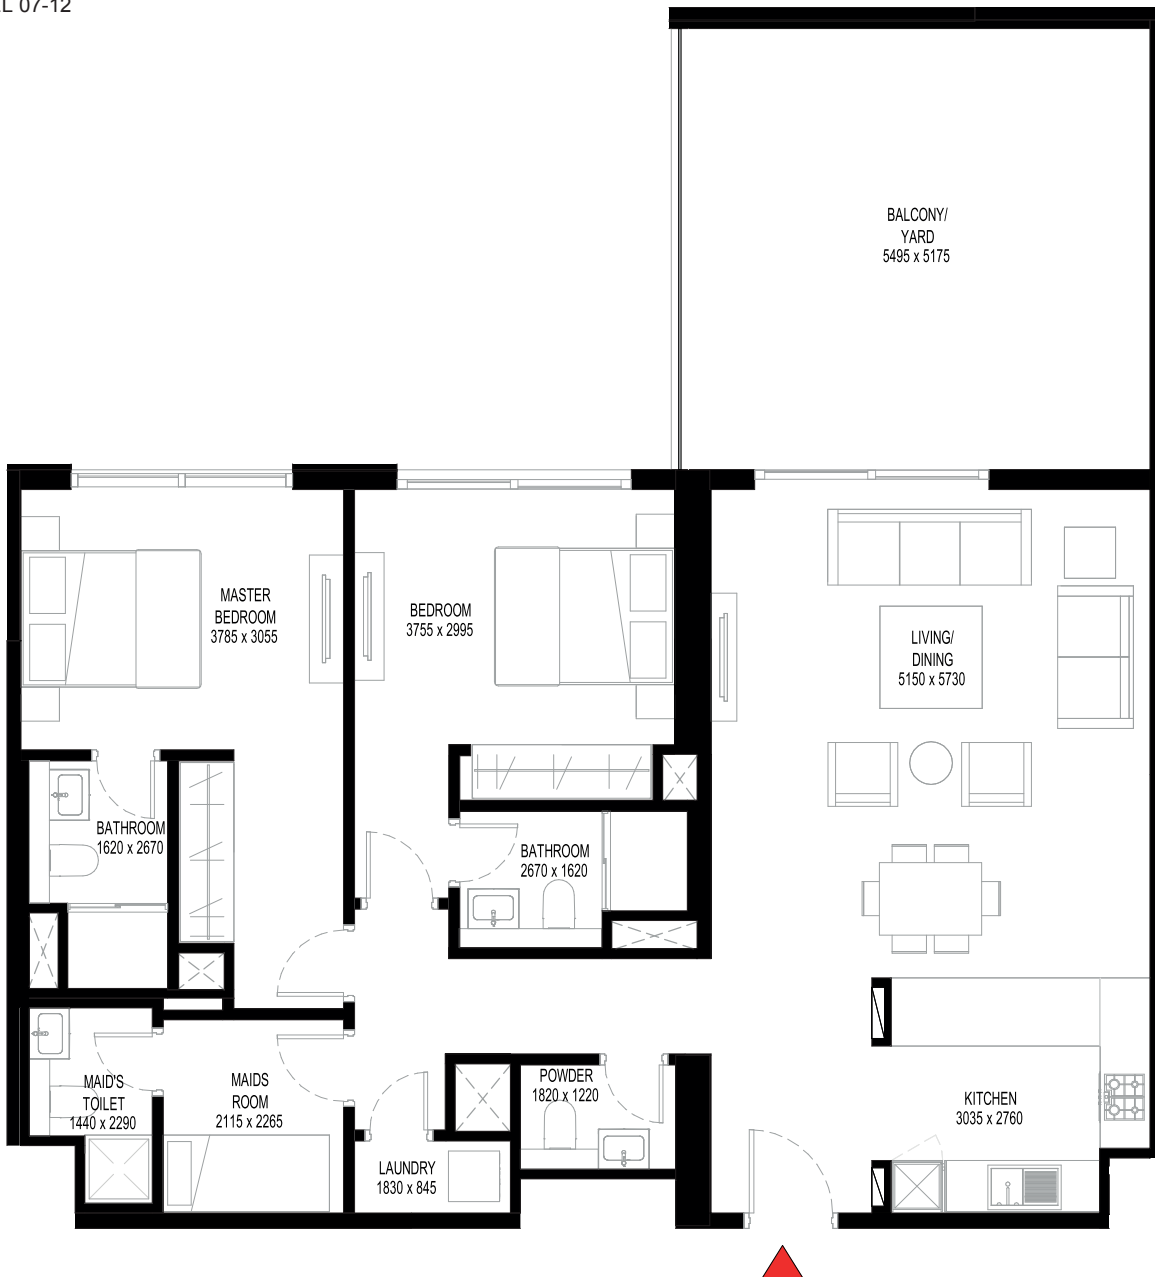 07-12
BALCONY/
YARD
5495 x 5175
MASTER
BEDROOM
3785 x 3055
BEDROOM
3755 x 2995
LIVING/
DINING
5150 x 5730
BATHROOM
1620 x 2670
BATHROOM
2670 x 1620
MAID'S
TOILET
1440 x 2290
MAIDS
ROOM
2115 x 2265
POWDER
1820 x 1220
KITCHEN
3035 x 2760
LAUNDRY
1830 x 845